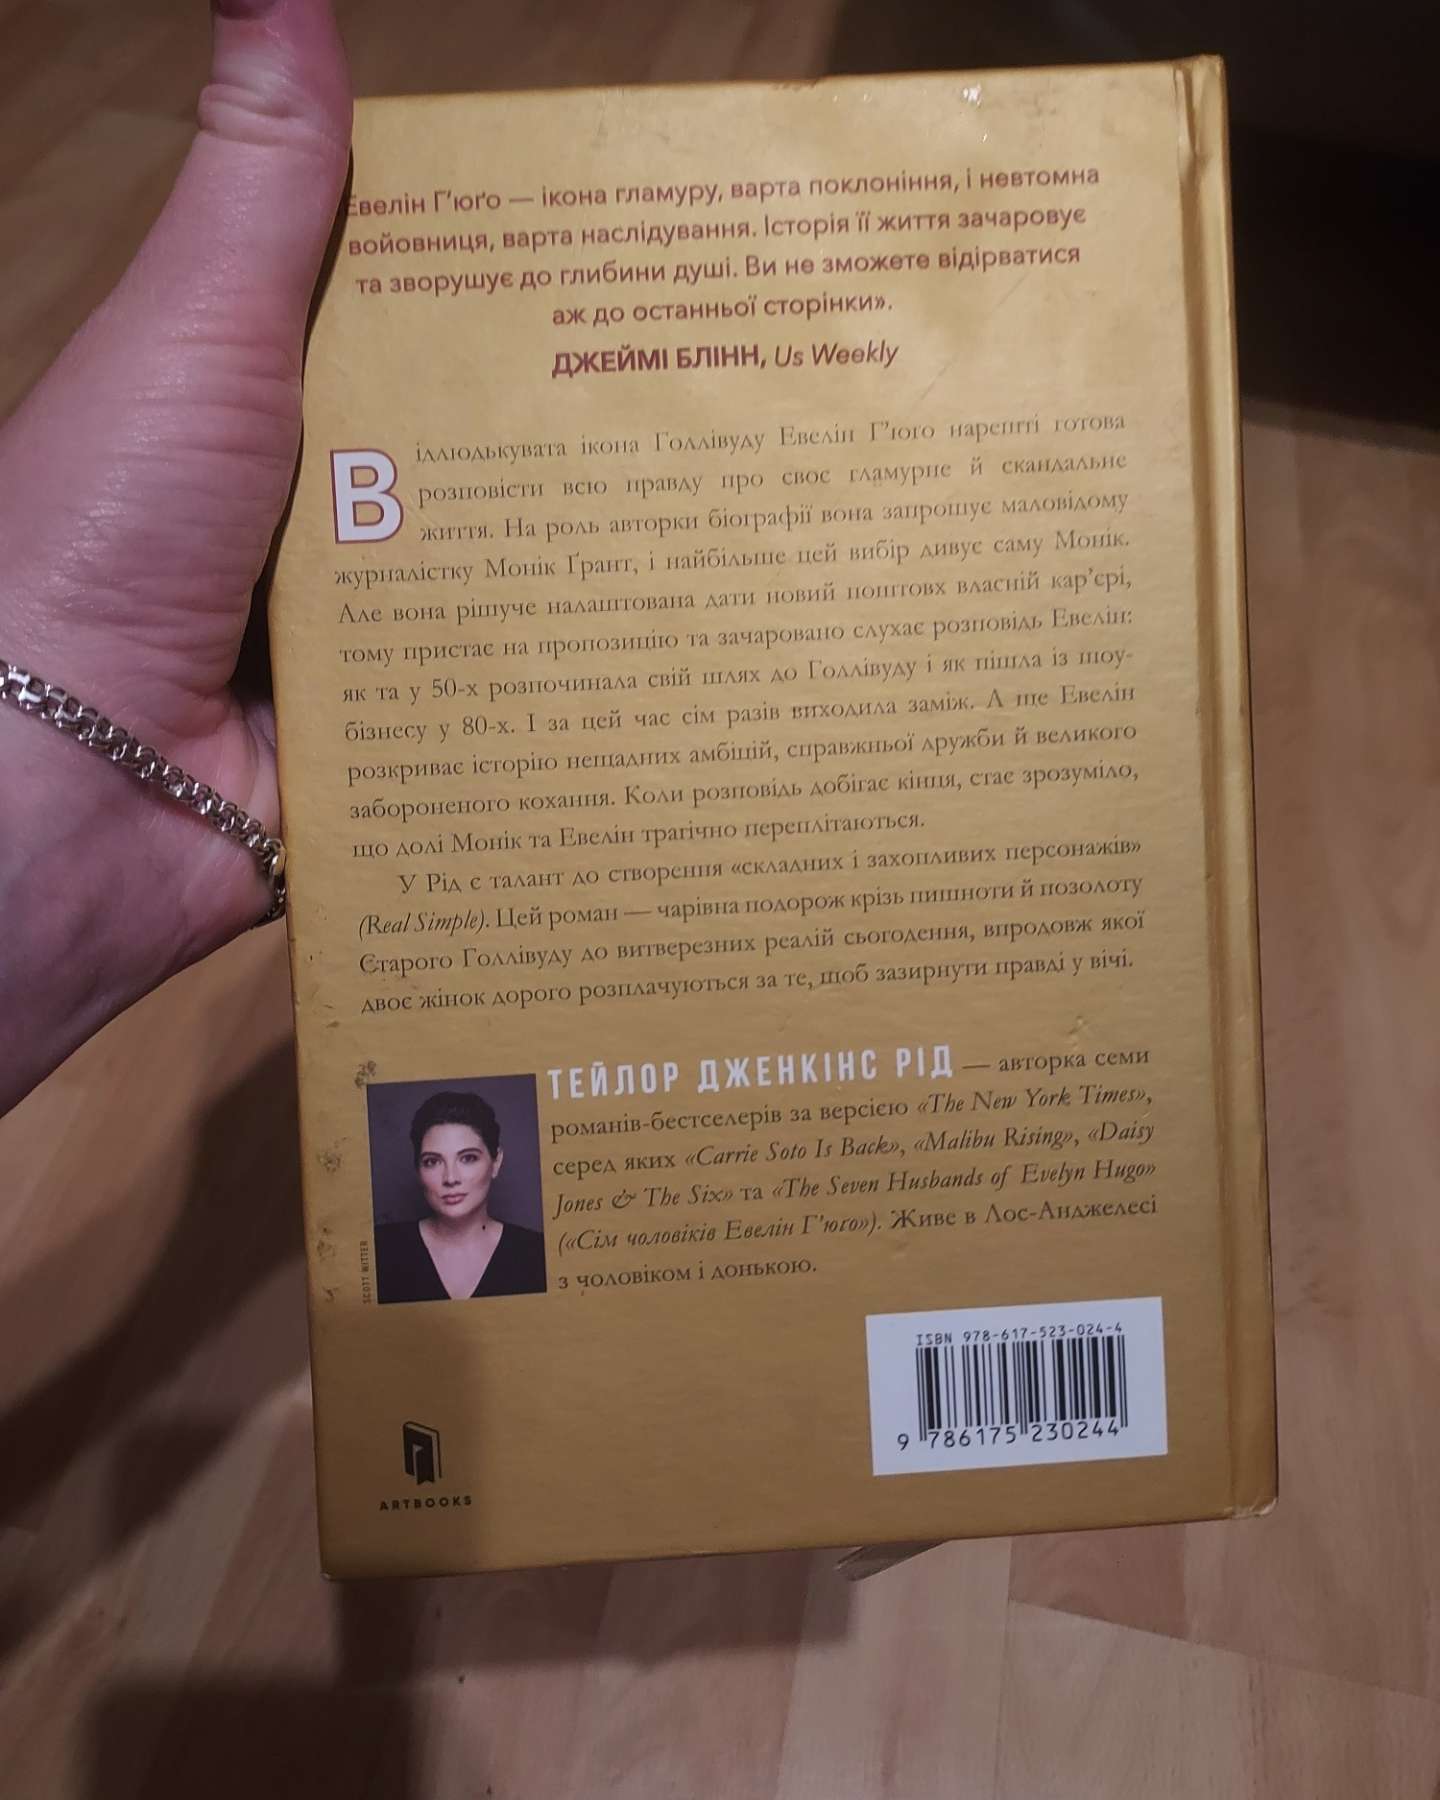 Евелін Г'юґо — ікона гламуру, варта поклоніння, і невтомна
войовниця, варта наслідування. Історія її життя зачаровує
та зворушує до глибини душі. Ви не зможете відірватися
аж до останньої сторінки».
ДЖЕЙМІ БЛІНН, Us Weekly
Відлюдькувата ікона Голлівуду Евелін Г'юго нарешті готова
розповісти всю правду про своє гламурне й скандальне
життя. На роль авторки біографії вона запрошує маловідому
журналістку Монік Ґрант, і найбільше цей вибір дивує саму Монік.
Але вона рішуче налаштована дати новий поштовх власній кар'єрі,
тому пристає на пропозицію та зачаровано слухає розповідь Евелін:
як та у 50-х розпочинала свій шлях до Голлівуду і як пішла із шоу-
бізнесу у 80-х. І за цей час сім разів виходила заміж. А ще Евелін
розкриває історію нещадних амбіцій, справжньої дружби й великого
забороненого кохання. Коли розповідь добігає кінця, стає зрозуміло,
що долі Монік та Евелін трагічно переплітаються.
У Рід є талант до створення «складних і захопливих персонажів»
(Real Simple). Цей роман — чарівна подорож крізь пишноти й позолоту
Старого Голлівуду до витверезних реалій сьогодення, впродовж якої
двоє жінок дорого розплачуються за те, щоб зазирнути правді у вічі.
ТЕЙЛОР ДЖЕНКІНС РІД — авторка семи
романів-бестселерів за версією «The New York Times»,
серед яких «Carrie Soto Is Back», «Malibu Rising», «Daisy
Jones & The Six» та «The Seven Husbands of Evelyn Hugo»
(«Сім чоловіків Евелін Г'юго»). Живе в Лос-Анджелесі
з чоловіком і донькою.
SCOTT WITTER
ISBN 978-617-523-024-4
9 786175 230244
ARTBOOKS